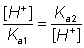 [H⁺]/Kₐ₁ = Kₐ₂/[H⁺]